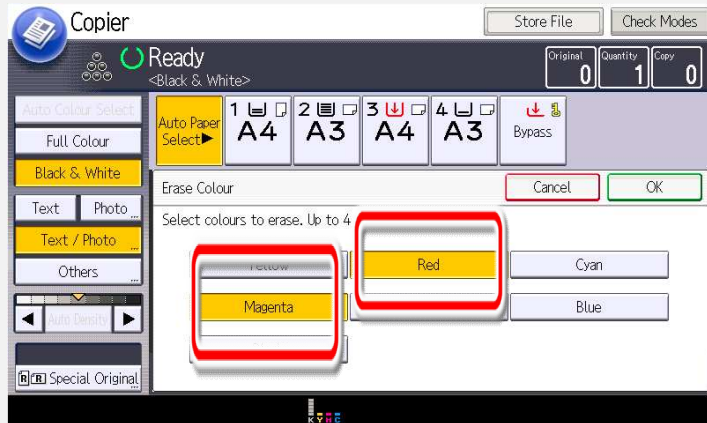 Copier
Store File
Check Modes
Ready
<Black & White>
Original
0
Quantity
1
Copy
0
Auto Colour Select
Full Colour
Black & White
Text
Photo
Text / Photo
Others
Auto Density
Special Original
Auto Paper
Select▶
1
A4
2
A3
3
A4
4
A3
Bypass
Erase Colour
Cancel
OK
Select colours to erase. Up to 4
Yellow
Red
Cyan
Magenta
Blue
K Y M C